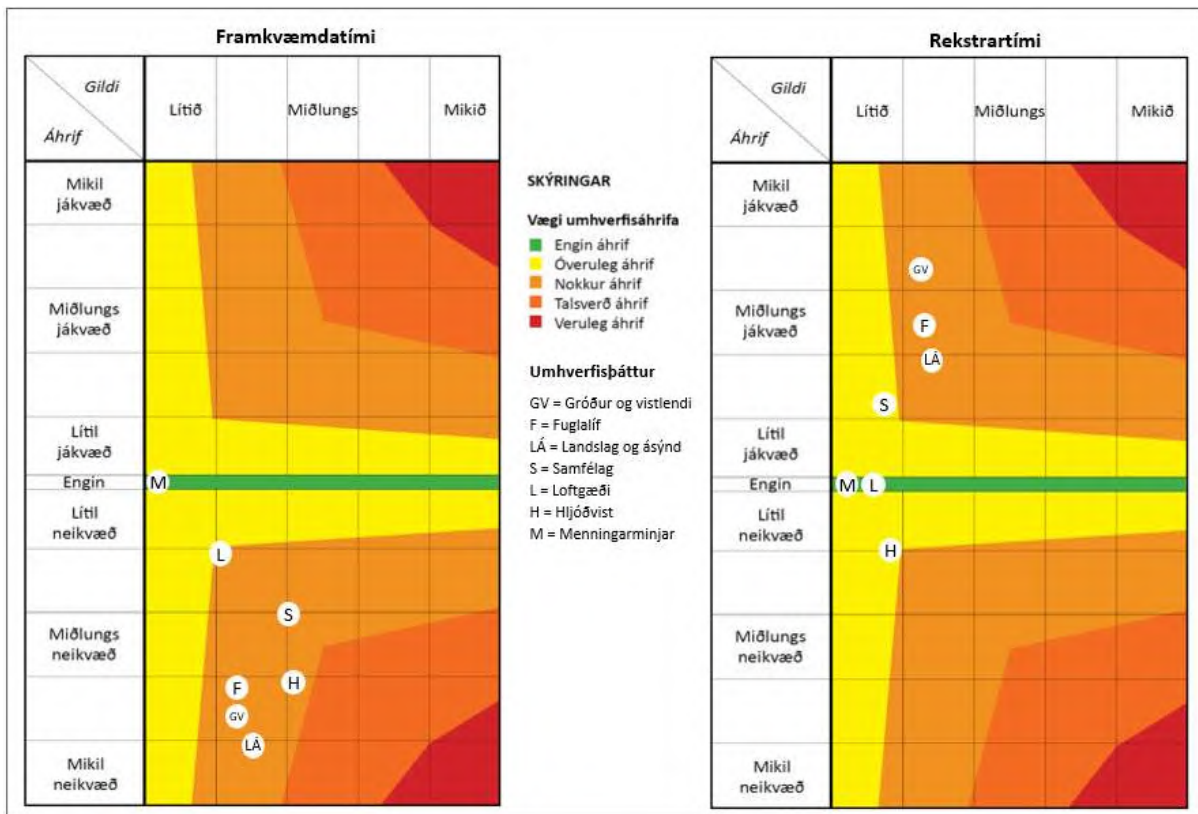 Framkvæmdatími
Gildi
Áhrif
Lítið
Miðlungs
Mikið
Mikil
jákvæð
Miðlungs
jákvæð
Lítil
jákvæð
Engin
Lítil
neikvæð
Miðlungs
neikvæð
Mikil
neikvæð
M
L
S
H
F
GV
LÁ
SKÝRINGAR
Vægi umhverfisáhrifa
Engin áhrif
Óveruleg áhrif
Nokkur áhrif
Talsverð áhrif
Veruleg áhrif
Umhverfisþáttur
GV = Gróður og vistlendi
F = Fuglalíf
LÁ = Landslag og ásýnd
S = Samfélag
L = Loftgæði
H = Hljóðvist
M = Menningarminjar
Rekstrartími
Gildi
Áhrif
Lítið
Miðlungs
Mikið
Mikil
jákvæð
Miðlungs
jákvæð
Lítil
jákvæð
Engin
Lítil
neikvæð
Miðlungs
neikvæð
Mikil
neikvæð
GV
F
LÁ
S
M
L
H